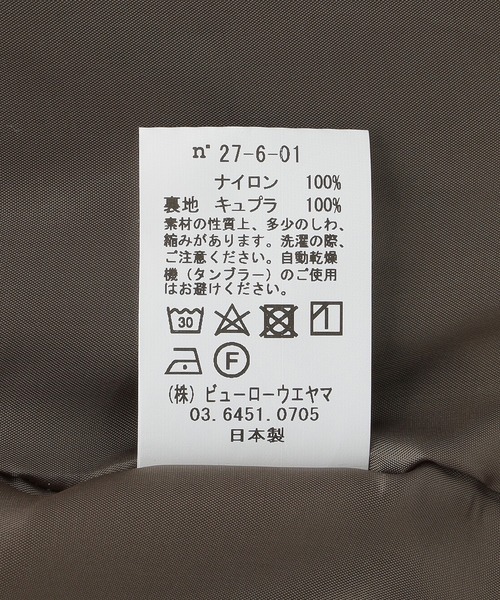 n° 27-6-01
ナイロン 100%
裏地 キュプラ 100%
素材の性質上、多少のしわ、
縮みがあります。洗濯の際、
ご注意ください。自動乾燥
機（タンブラー）のご使用
はお避けください。
30
F
（株）ビューローウエヤマ
03.6451.0705
日本製